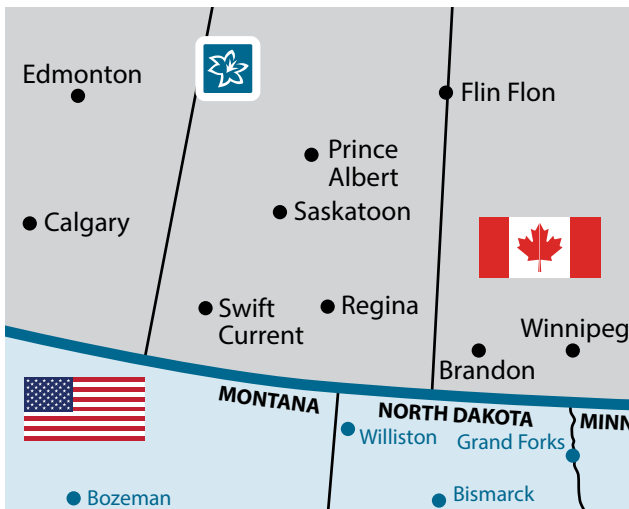 Edmonton
Flin Flon
Prince
Albert
Saskatoon
Calgary
Swift
Current
Regina
Winnipeg
Brandon
MONTANA
NORTH DAKOTA
MINN
Williston
Grand Forks
Bozeman
Bismarck